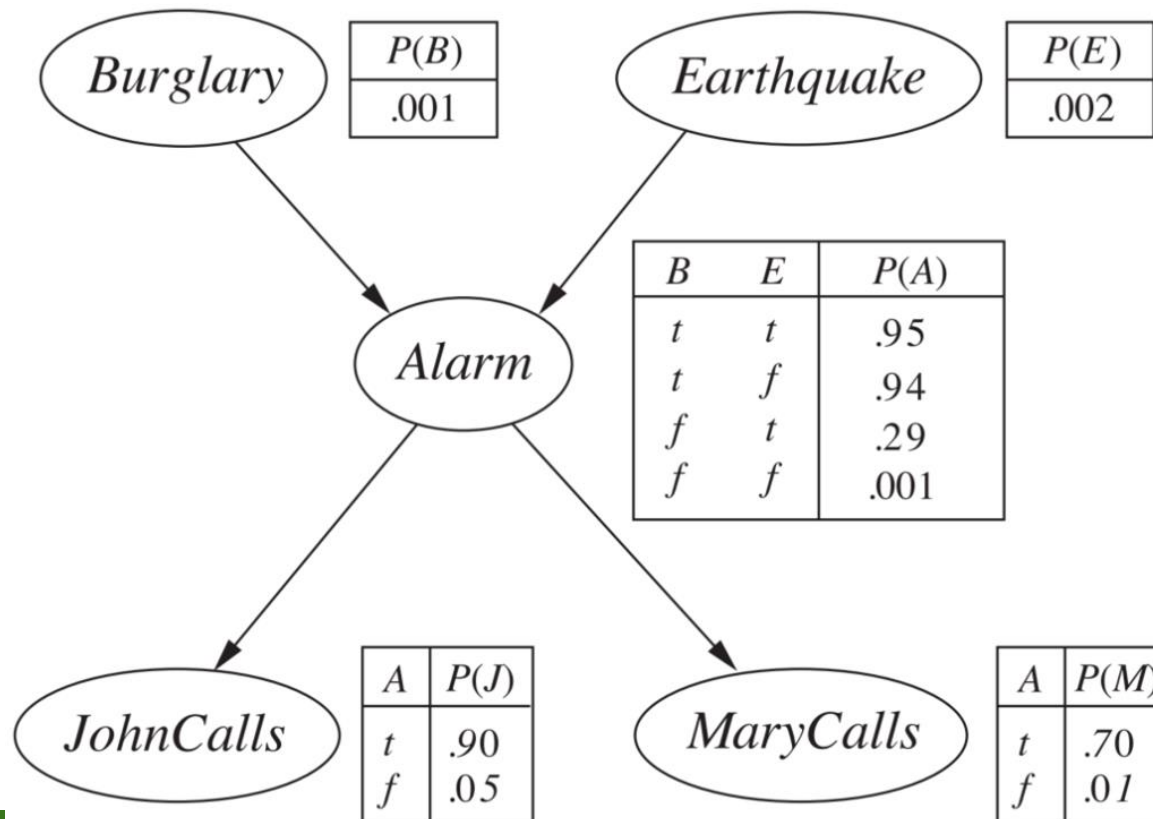 Burglary
P(B)
.001
Earthquake
P(E)
.002
Alarm
B E P(A)
t t .95
t f .94
f t .29
f f .001
JohnCalls
A P(J)
t .90
f .05
MaryCalls
A P(M)
t .70
f .01